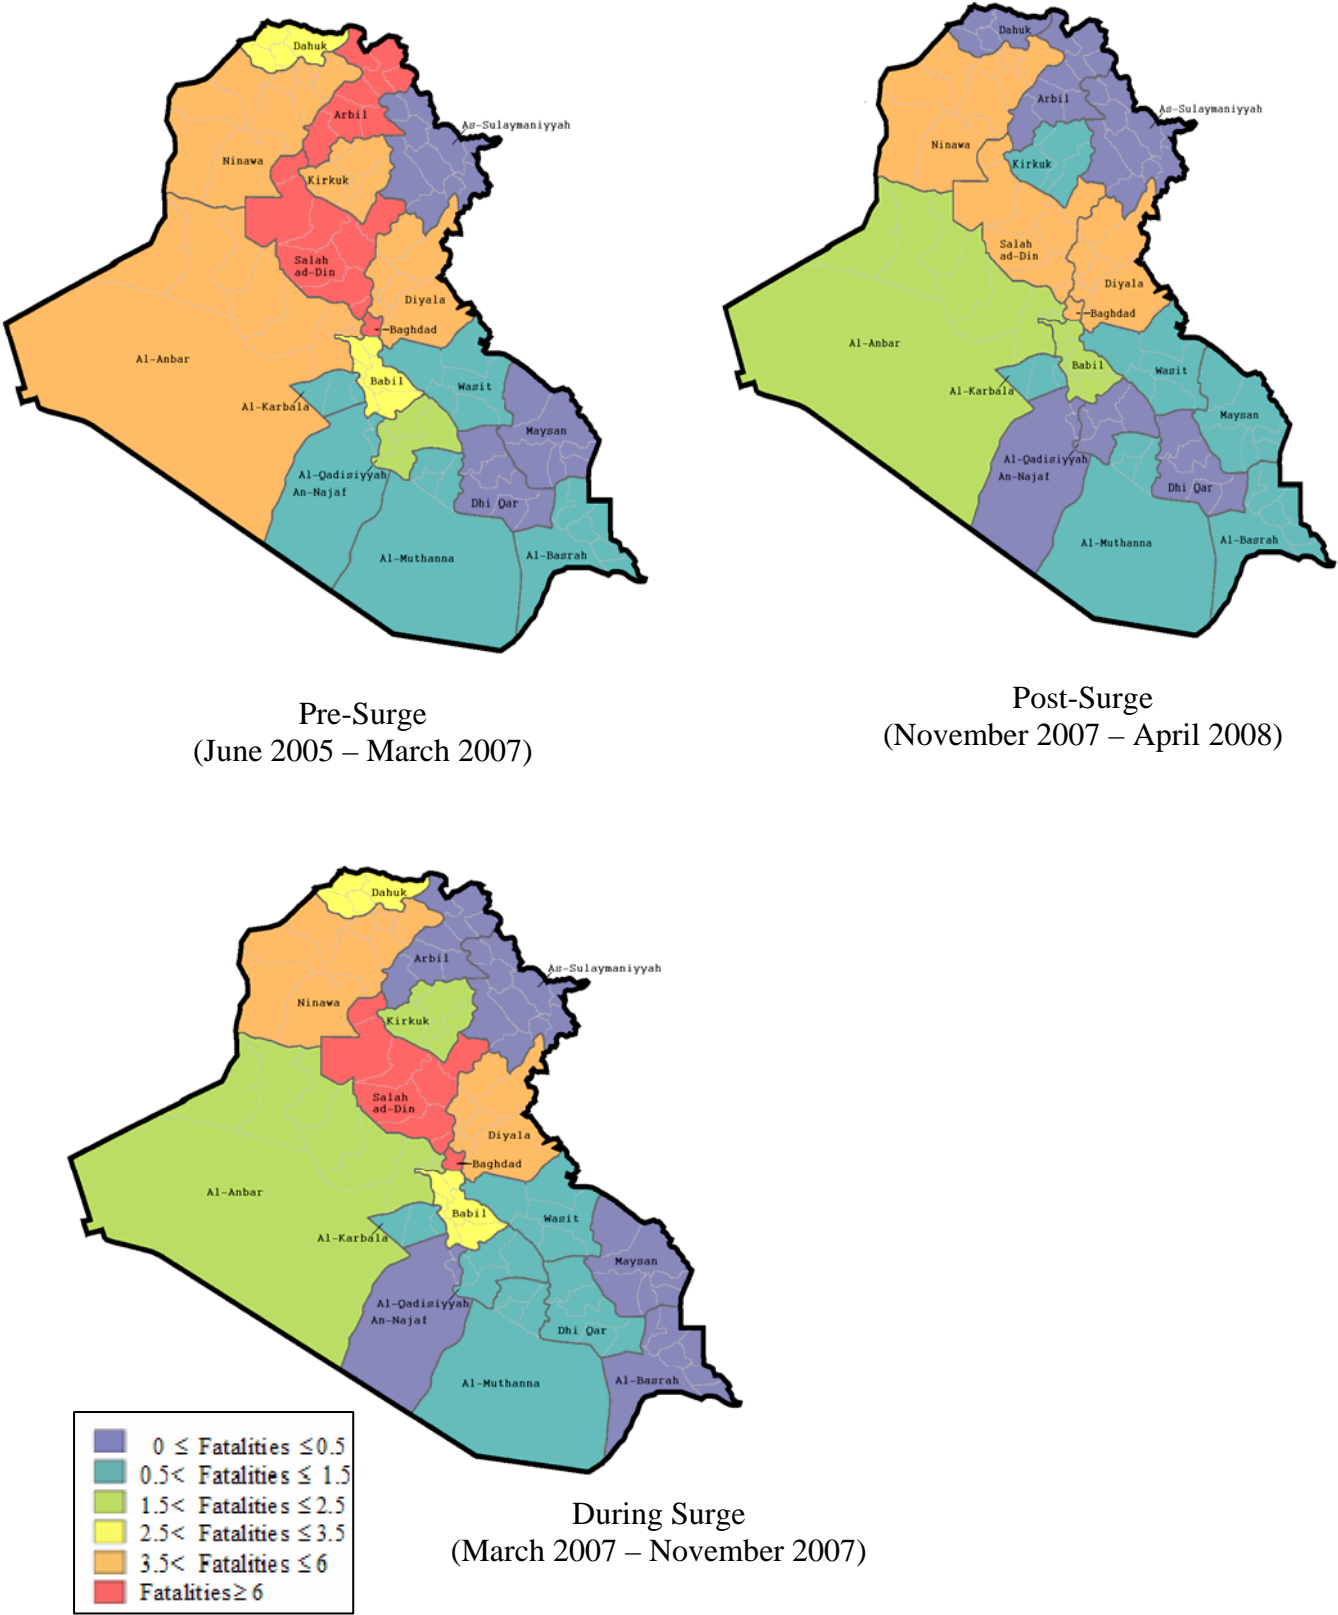 Dahuk
Arbil
As-Sulaymaniyyah
Ninawa
Kirkuk
Salah
ad-Din
Diyala
Baghdad
Al-Anbar
Babil
Wasit
Al-Karbala
Maysan
Al-Qadisiyyah
An-Najaf
Dhi Qar
Al-Muthanna
Al-Basrah
Pre-Surge
(June 2005 – March 2007)
Dahuk
Arbil
As-Sulaymaniyyah
Ninawa
Kirkuk
Salah
ad-Din
Diyala
Baghdad
Al-Anbar
Babil
Wasit
Al-Karbala
Maysan
Al-Qadisiyyah
An-Najaf
Dhi Qar
Al-Muthanna
Al-Basrah
Post-Surge
(November 2007 – April 2008)
Dahuk
Arbil
As-Sulaymaniyyah
Ninawa
Kirkuk
Salah
ad-Din
Diyala
Baghdad
Al-Anbar
Babil
Wasit
Al-Karbala
Maysan
Al-Qadisiyyah
An-Najaf
Dhi Qar
Al-Muthanna
Al-Basrah
0 ≤ Fatalities ≤0.5
0.5< Fatalities ≤ 1.5
1.5< Fatalities ≤2.5
2.5< Fatalities ≤3.5
3.5< Fatalities ≤6
Fatalities≥ 6
During Surge
(March 2007 – November 2007)